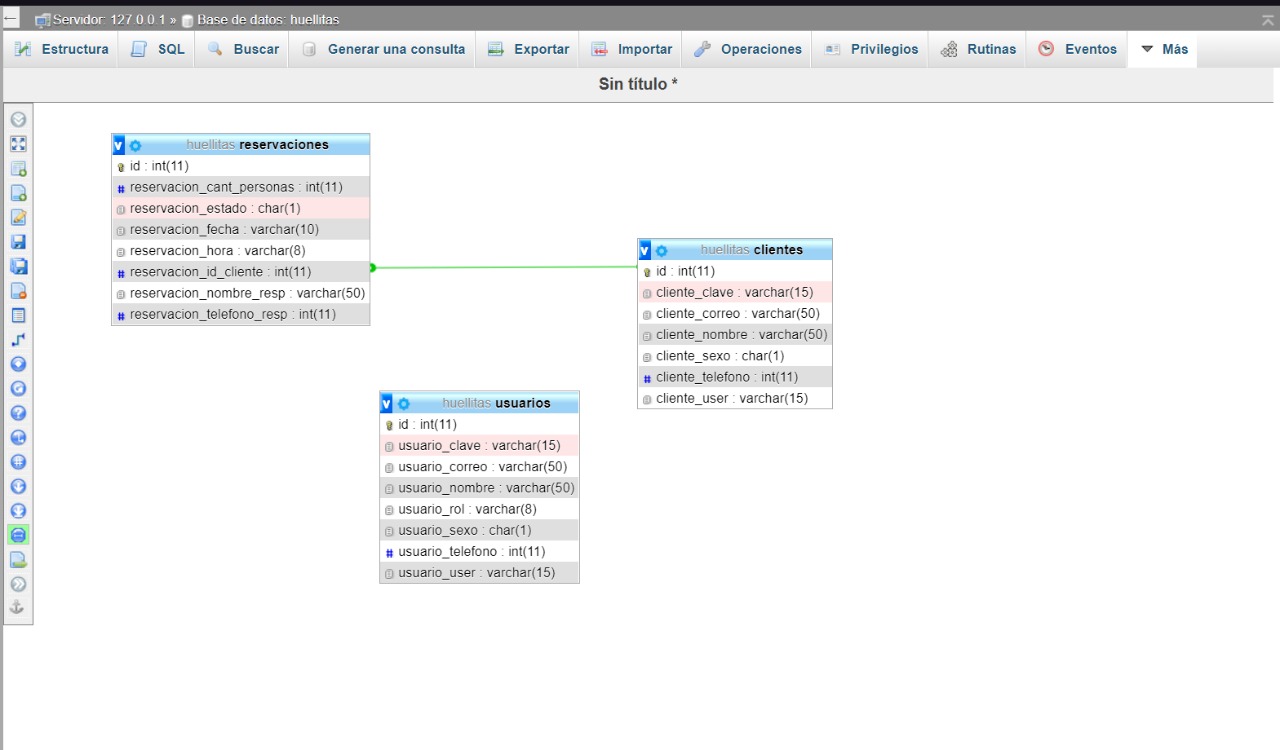 Servidor: 127.0.0.1 » Base de datos: huellitas
Estructura SQL Buscar Generar una consulta Exportar Importar Operaciones Privilegios Rutinas Eventos Más
Sin título *
huellitas reservaciones
id : int(11)
reservacion_cant_personas : int(11)
reservacion_estado : char(1)
reservacion_fecha : varchar(10)
reservacion_hora : varchar(8)
reservacion_id_cliente : int(11)
reservacion_nombre_resp : varchar(50)
reservacion_telefono_resp : int(11)
huellitas clientes
id : int(11)
cliente_clave : varchar(15)
cliente_correo : varchar(50)
cliente_nombre : varchar(50)
cliente_sexo : char(1)
cliente_telefono : int(11)
cliente_user : varchar(15)
huellitas usuarios
id : int(11)
usuario_clave : varchar(15)
usuario_correo : varchar(50)
usuario_nombre : varchar(50)
usuario_rol : varchar(8)
usuario_sexo : char(1)
usuario_telefono : int(11)
usuario_user : varchar(15)